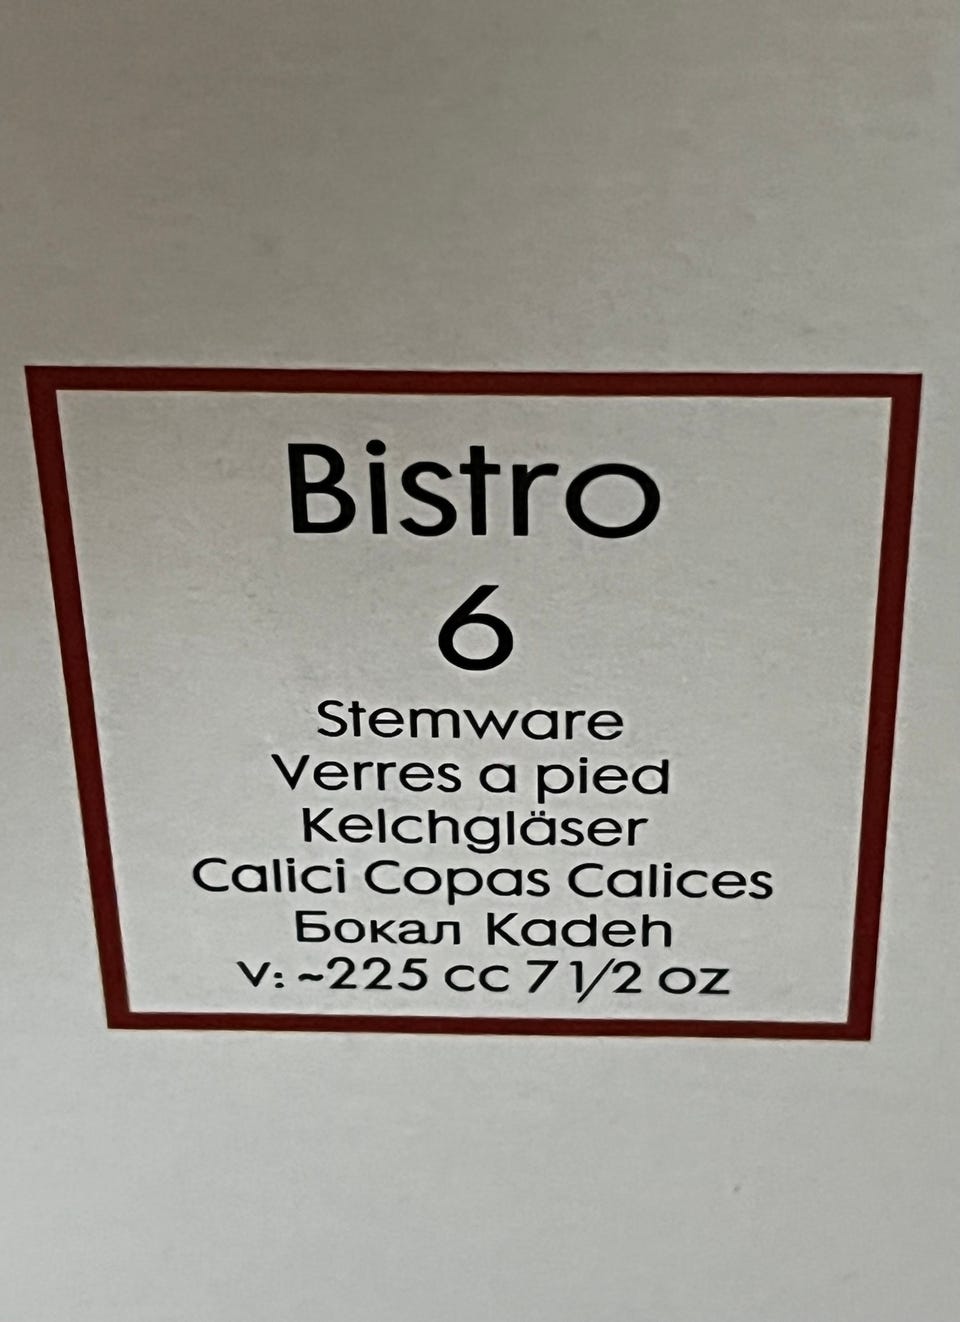 Bistro
6
Stemware
Verres a pied
Kelchgläser
Calici Copas Calices
Бокал Kadeh
V: ~225 cc 7 1/2 oz